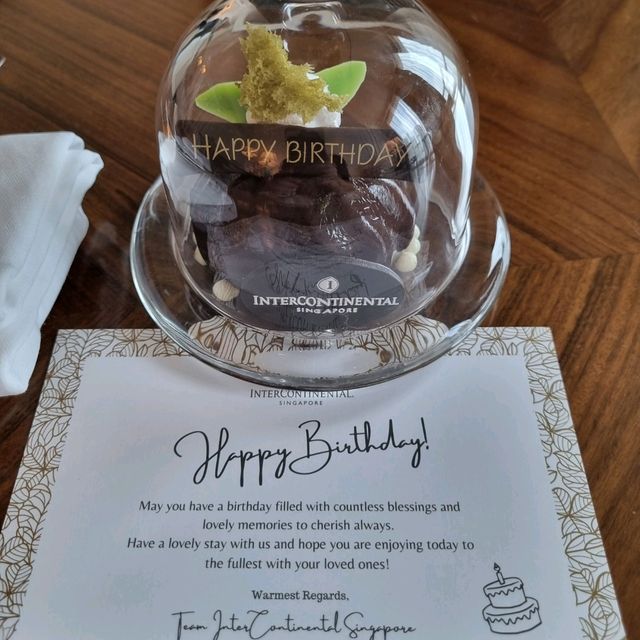 HAPPY BIRTHDAY
I
INTERCONTINENTAL
SINGAPORE
INTERCONTINENTAL.
SINGAPORE
Happy Birthday!
May you have a birthday filled with countless blessings and
lovely memories to cherish always.
Have a lovely stay with us and hope you are enjoying today to
the fullest with your loved ones!
Warmest Regards,
Team InterContinental Singapore